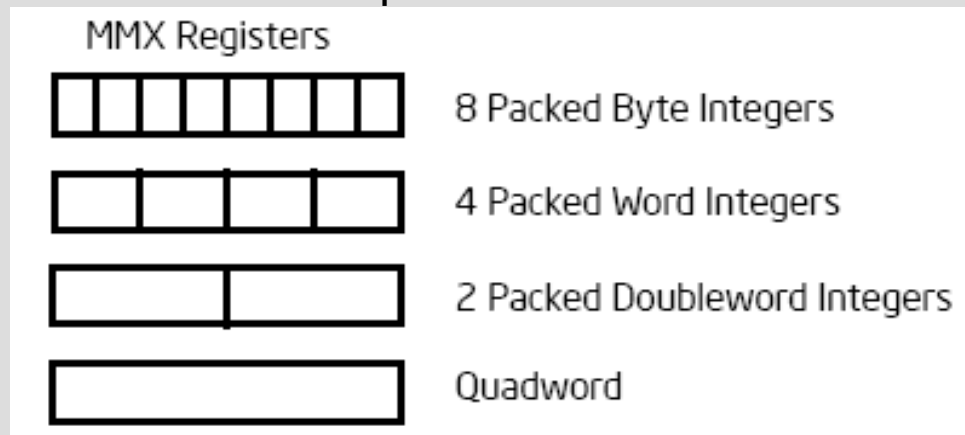 MMX Registers
8 Packed Byte Integers
4 Packed Word Integers
2 Packed Doubleword Integers
Quadword